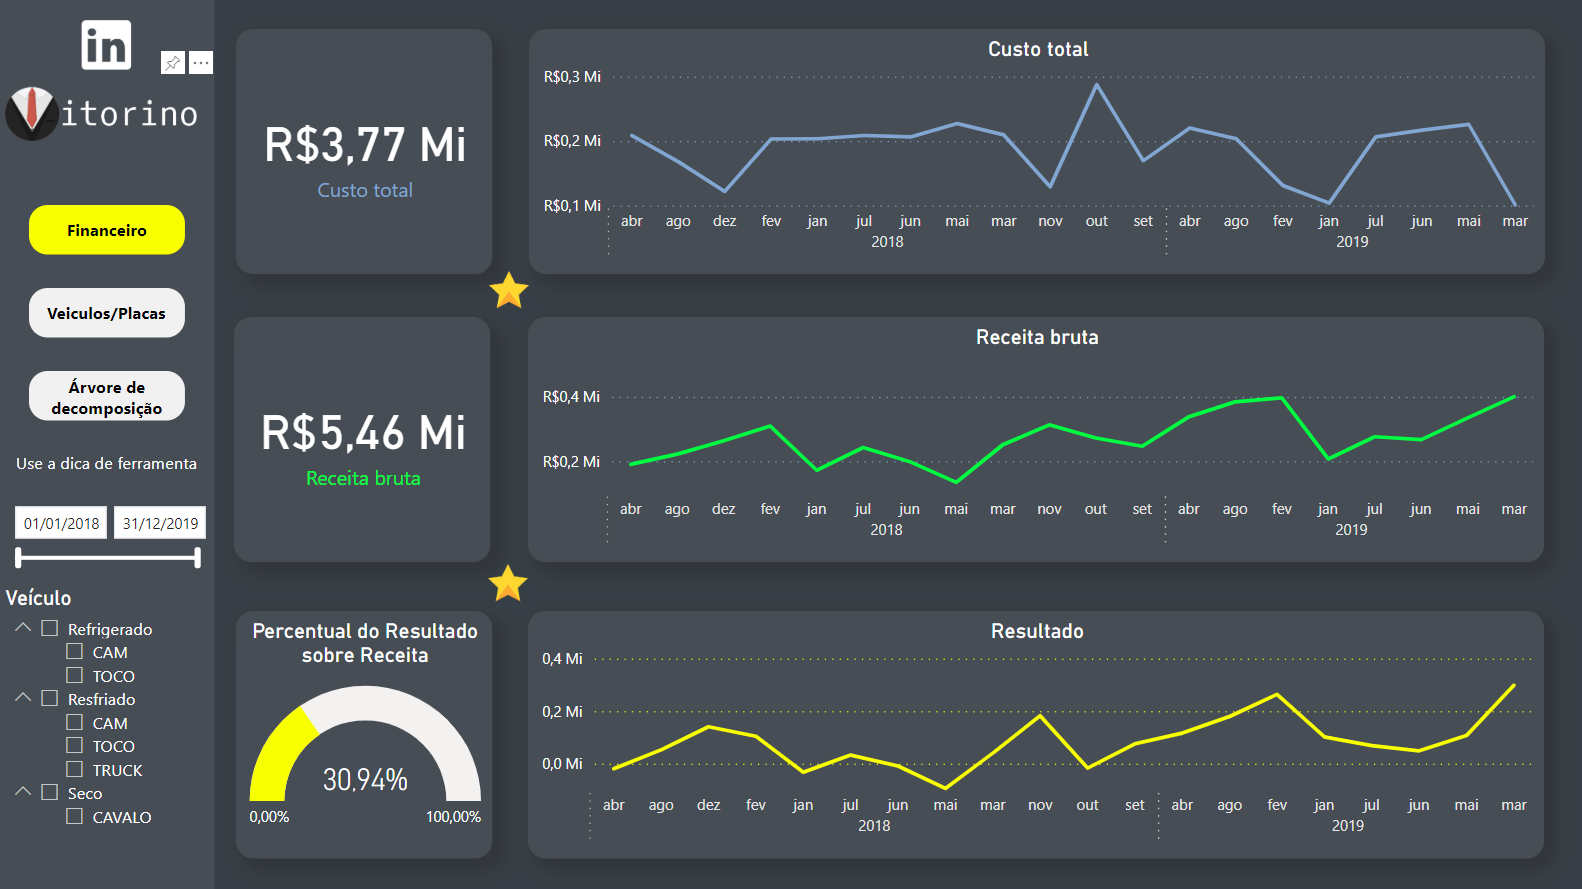 in
itorino
Financeiro
Veiculos/Placas
Árvore de
decomposição
Use a dica de ferramenta
01/01/2018 31/12/2019
Veículo
Refrigerado
CAM
TOCO
Resfriado
CAM
TOCO
TRUCK
Seco
CAVALO
R$3,77 Mi
Custo total
Custo total
R$0,3 Mi
R$0,2 Mi
R$0,1 Mi
abr ago dez fev jan jul jun mai mar nov out set abr ago fev jan jul jun mai mar
2018 2019
R$5,46 Mi
Receita bruta
Receita bruta
R$0,4 Mi
R$0,2 Mi
abr ago dez fev jan jul jun mai mar nov out set abr ago fev jan jul jun mai mar
2018 2019
Percentual do Resultado
sobre Receita
30,94%
0,00% 100,00%
Resultado
0,4 Mi
0,2 Mi
0,0 Mi
abr ago dez fev jan jul jun mai mar nov out set abr ago fev jan jul jun mai mar
2018 2019